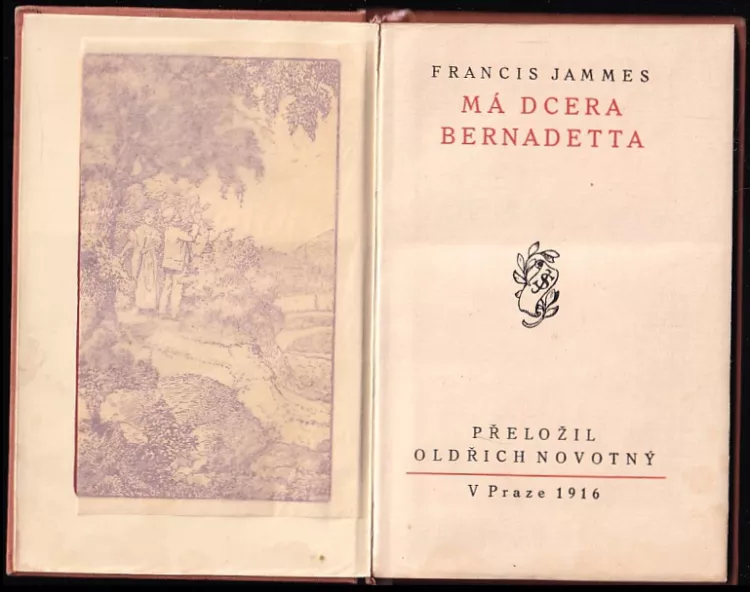 FRANCIS JAMMES
MÁ DCERA
BERNADETTA
PŘELOŽIL
OLDŘICH NOVOTNÝ
V Praze 1916